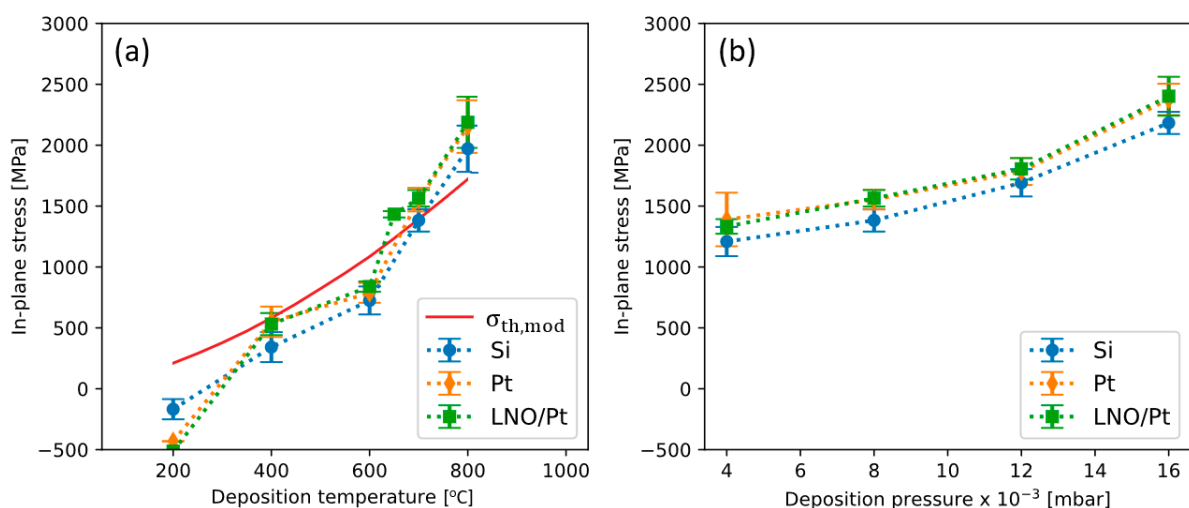 (a)
In-plane stress [MPa]
3000
2500
2000
1500
1000
500
0
−500
200
400
600
800
1000
Deposition temperature [°C]
σth,mod
Si
Pt
LNO/Pt
(b)
In-plane stress [MPa]
3000
2500
2000
1500
1000
500
0
−500
4
6
8
10
12
14
16
Deposition pressure x 10⁻³ [mbar]
Si
Pt
LNO/Pt